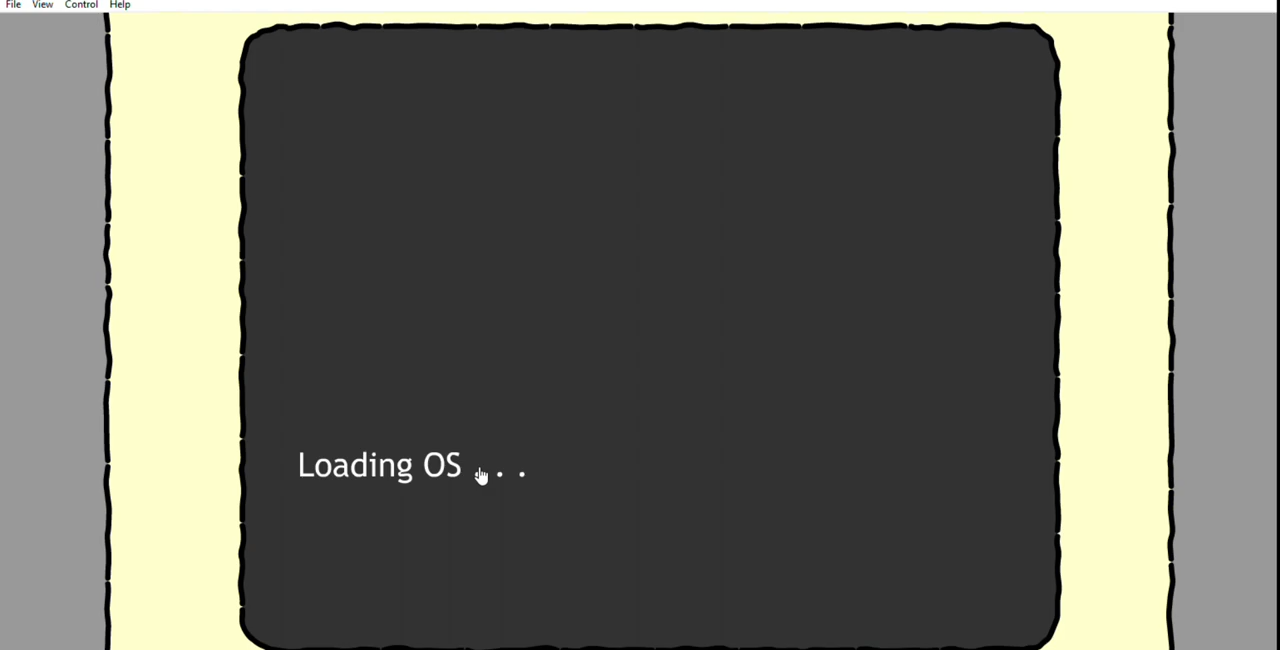 File View Control Help
Loading OS . . .